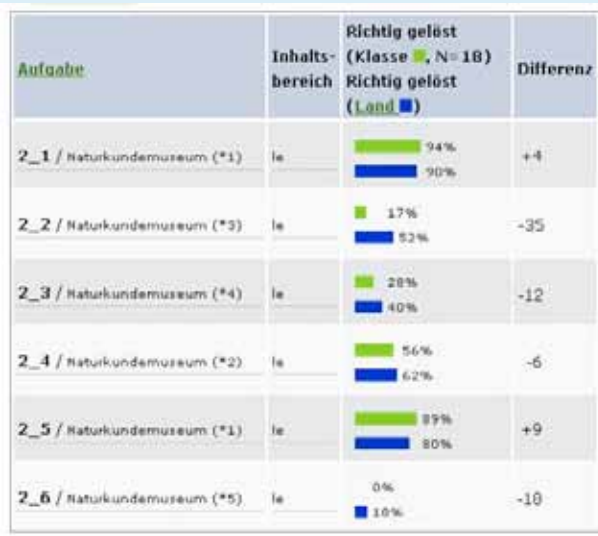 Aufgabe
Inhalts-
bereich
Richtig gelöst
(Klasse , N=18)
Richtig gelöst
(Land )
Differenz
2_1 / Naturkundemuseum (*1) le 94% +4
90%
2_2 / Naturkundemuseum (*3) le 17% -35
52%
2_3 / Naturkundemuseum (*4) le 28% -12
40%
2_4 / Naturkundemuseum (*2) le 56% -6
62%
2_5 / Naturkundemuseum (*1) le 89% +9
80%
2_6 / Naturkundemuseum (*5) le 0% -18
18%